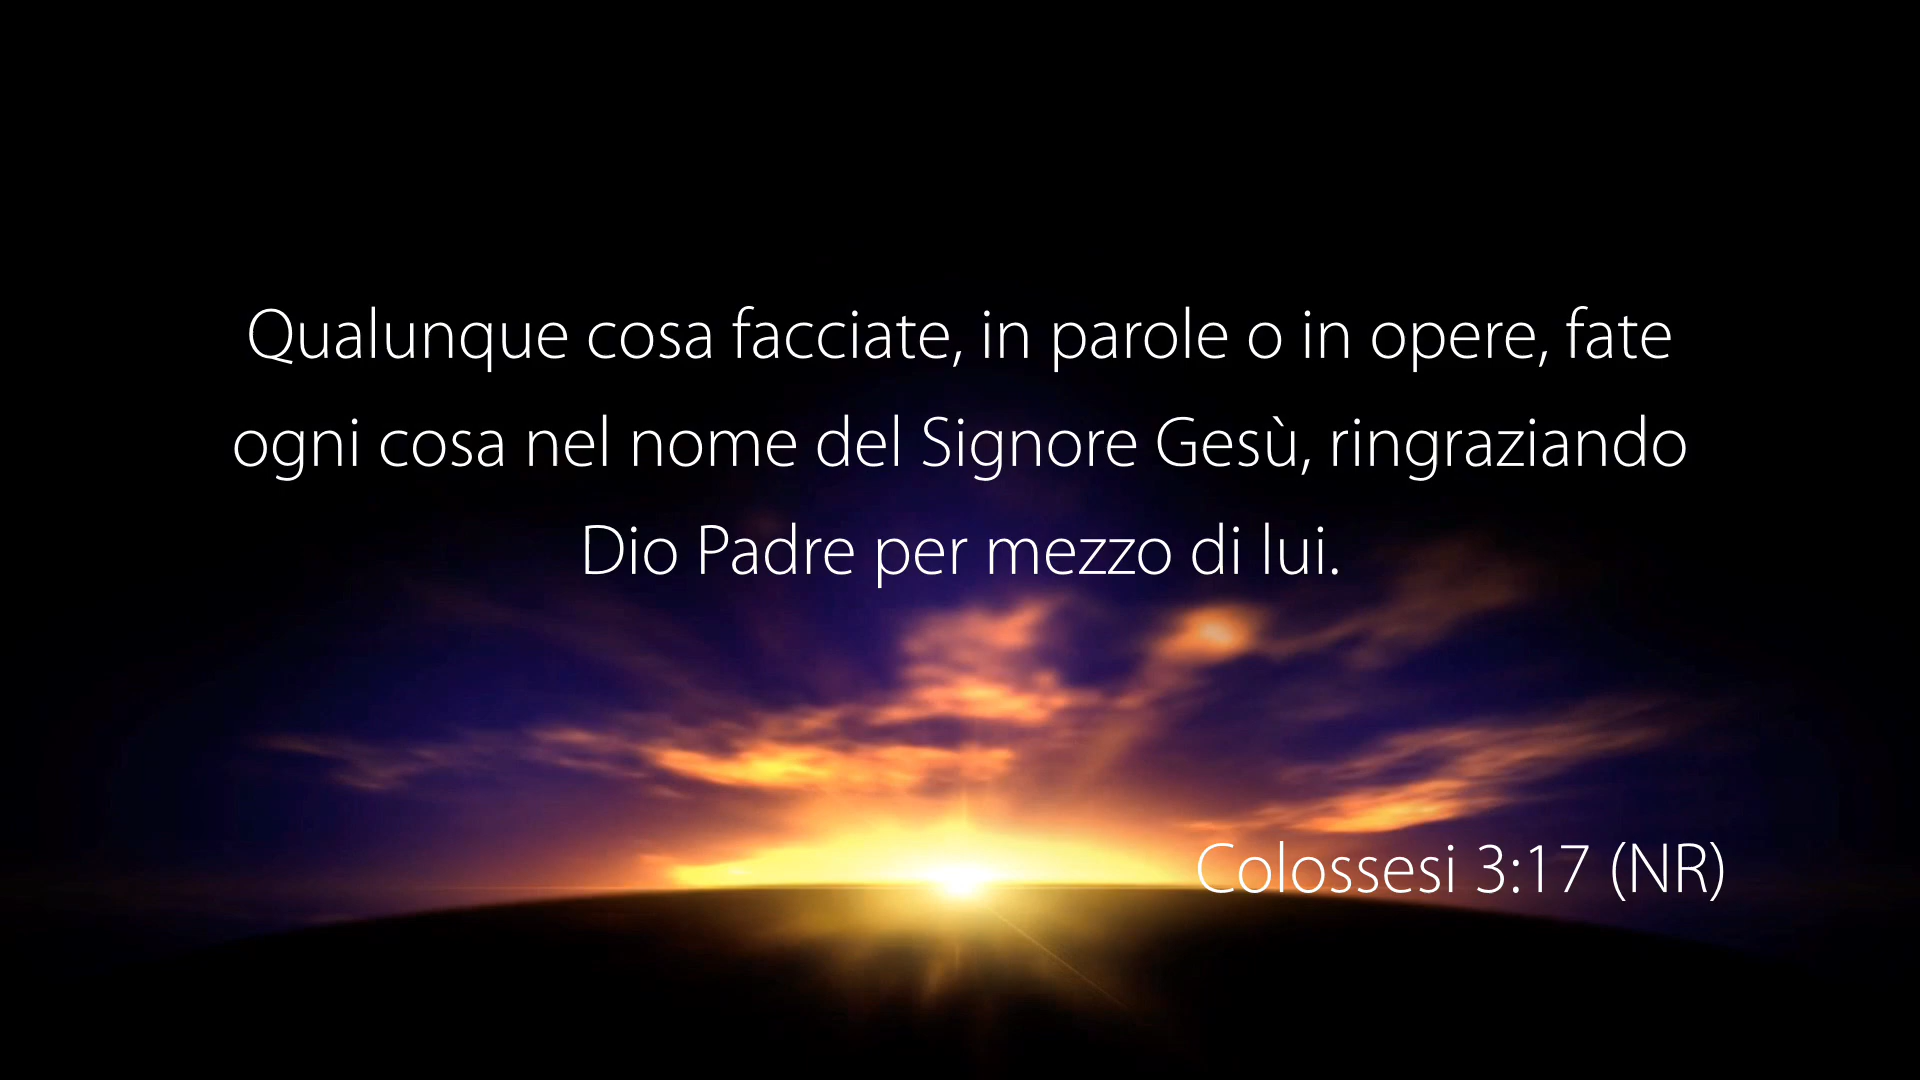 Qualunque cosa facciate, in parole o in opere, fate
ogni cosa nel nome del Signore Gesù, ringraziando
Dio Padre per mezzo di lui.
Colossesi 3:17 (NR)